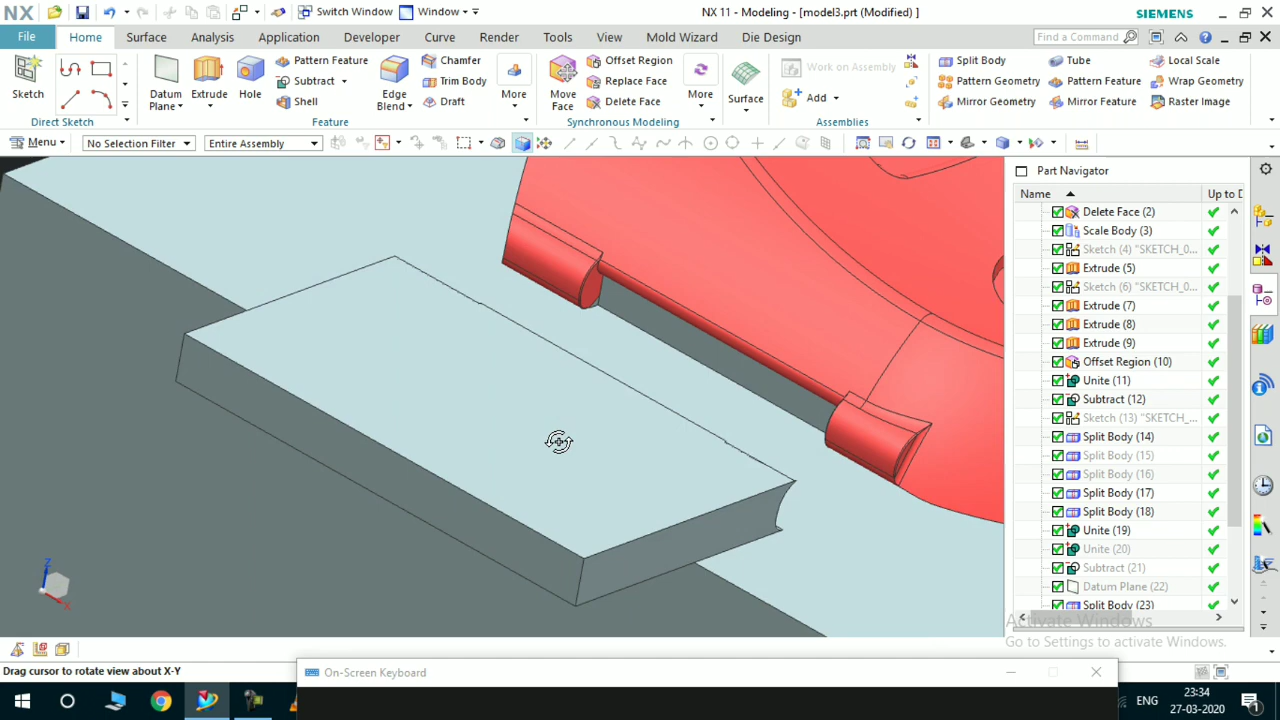 NX
Switch Window
Window
NX 11 - Modeling - [model3.prt (Modified) ]
SIEMENS
File
Home
Surface
Analysis
Application
Developer
Curve
Render
Tools
View
Mold Wizard
Die Design
Find a Command
Sketch
Direct Sketch
Datum Plane
Extrude
Hole
Pattern Feature
Subtract
Shell
Edge Blend
Chamfer
Trim Body
Draft
More
Feature
Move Face
Offset Region
Replace Face
Delete Face
More
Synchronous Modeling
Surface
Work on Assembly
Add
Assemblies
Split Body
Pattern Geometry
Mirror Geometry
Tube
Pattern Feature
Mirror Feature
Local Scale
Wrap Geometry
Raster Image
Menu
No Selection Filter
Entire Assembly
Part Navigator
Name
Up to D
Delete Face (2)
Scale Body (3)
Sketch (4) "SKETCH_0...
Extrude (5)
Sketch (6) "SKETCH_0...
Extrude (7)
Extrude (8)
Extrude (9)
Offset Region (10)
Unite (11)
Subtract (12)
Sketch (13) "SKETCH_...
Split Body (14)
Split Body (15)
Split Body (16)
Split Body (17)
Split Body (18)
Unite (19)
Unite (20)
Subtract (21)
Datum Plane (22)
Split Body (23)
Z
X
Activate Windows
Go to Settings to activate Windows.
Drag cursor to rotate view about X-Y
On-Screen Keyboard
ENG
23:34
27-03-2020
1